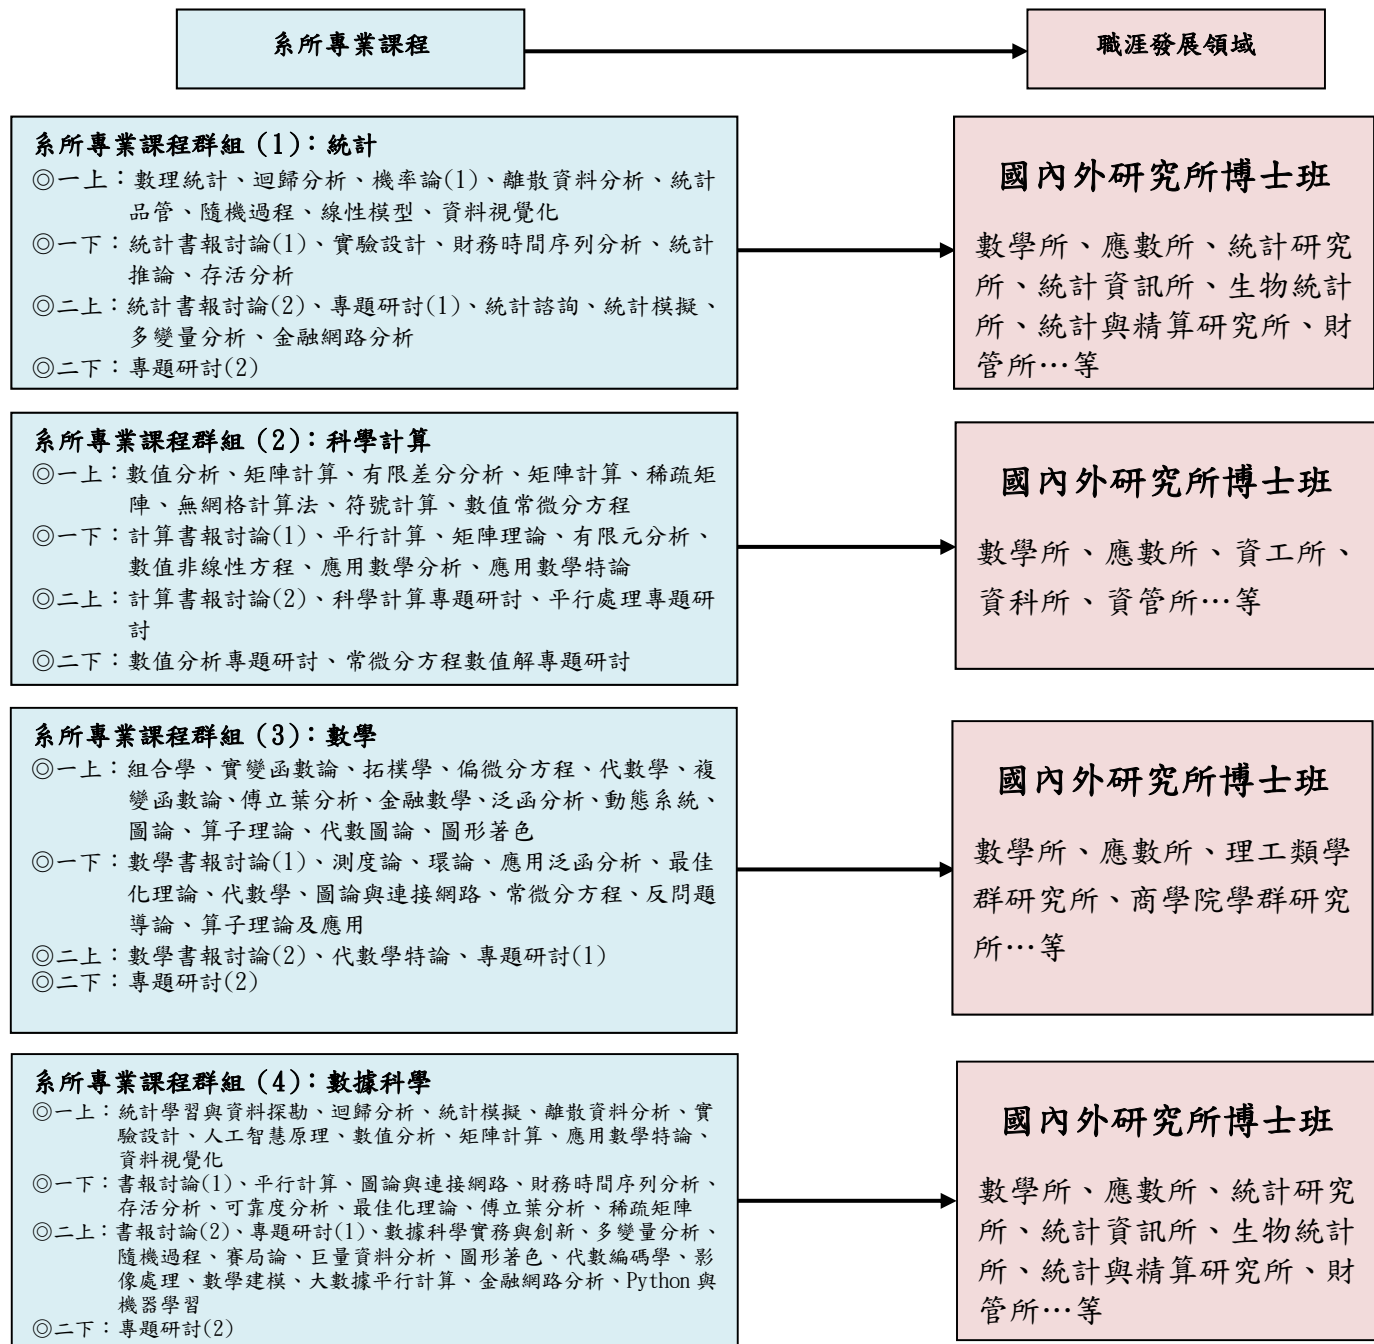 系所專業課程
職涯發展領域
系所專業課程群組 (1)：統計
◎一上：數理統計、迴歸分析、機率論(1)、離散資料分析、統計
品管、隨機過程、線性模型、資料視覺化
◎一下：統計書報討論(1)、實驗設計、財務時間序列分析、統計
推論、存活分析
◎二上：統計書報討論(2)、專題研討(1)、統計諮詢、統計模擬、
多變量分析、金融網路分析
◎二下：專題研討(2)
國內外研究所博士班
數學所、應數所、統計研究
所、統計資訊所、生物統計
所、統計與精算研究所、財
管所…等
系所專業課程群組 (2)：科學計算
◎一上：數值分析、矩陣計算、有限差分分析、矩陣計算、稀疏矩
陣、無網格計算法、符號計算、數值常微分方程
◎一下：計算書報討論(1)、平行計算、矩陣理論、有限元分析、
數值非線性方程、應用數學分析、應用數學特論
◎二上：計算書報討論(2)、科學計算專題研討、平行處理專題研
討
◎二下：數值分析專題研討、常微分方程數值解專題研討
國內外研究所博士班
數學所、應數所、資工所、
資科所、資管所…等
系所專業課程群組 (3)：數學
◎一上：組合學、實變函數論、拓樸學、偏微分方程、代數學、複
變函數論、傅立葉分析、金融數學、泛函分析、動態系統、
圖論、算子理論、代數圖論、圖形著色
◎一下：數學書報討論(1)、測度論、環論、應用泛函分析、最佳
化理論、代數學、圖論與連接網路、常微分方程、反問題
導論、算子理論及應用
◎二上：數學書報討論(2)、代數學特論、專題研討(1)
◎二下：專題研討(2)
國內外研究所博士班
數學所、應數所、理工類學
群研究所、商學院學群研究
所…等
系所專業課程群組 (4)：數據科學
◎一上：統計學習與資料探勘、迴歸分析、統計模擬、離散資料分析、實
驗設計、人工智慧原理、數值分析、矩陣計算、應用數學特論、
資料視覺化
◎一下：書報討論(1)、平行計算、圖論與連接網路、財務時間序列分析、
存活分析、可靠度分析、最佳化理論、傅立葉分析、稀疏矩陣
◎二上：書報討論(2)、專題研討(1)、數據科學實務與創新、多變量分析、
隨機過程、賽局論、巨量資料分析、圖形著色、代數編碼學、影
像處理、數學建模、大數據平行計算、金融網路分析、Python 與
機器學習
◎二下：專題研討(2)
國內外研究所博士班
數學所、應數所、統計研究
所、統計資訊所、生物統計
所、統計與精算研究所、財
管所…等